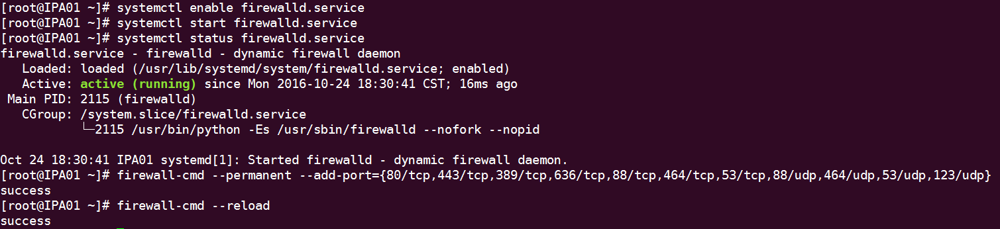 [root@IPA01 ~]# systemctl enable firewalld.service
[root@IPA01 ~]# systemctl start firewalld.service
[root@IPA01 ~]# systemctl status firewalld.service
firewalld.service - firewalld - dynamic firewall daemon
   Loaded: loaded (/usr/lib/systemd/system/firewalld.service; enabled)
   Active: active (running) since Mon 2016-10-24 18:30:41 CST; 16ms ago
 Main PID: 2115 (firewalld)
   CGroup: /system.slice/firewalld.service
           └─2115 /usr/bin/python -Es /usr/sbin/firewalld --nofork --nopid

Oct 24 18:30:41 IPA01 systemd[1]: Started firewalld - dynamic firewall daemon.
[root@IPA01 ~]# firewall-cmd --permanent --add-port={80/tcp,443/tcp,389/tcp,636/tcp,88/tcp,464/tcp,53/tcp,88/udp,464/udp,53/udp,123/udp}
success
[root@IPA01 ~]# firewall-cmd --reload
success